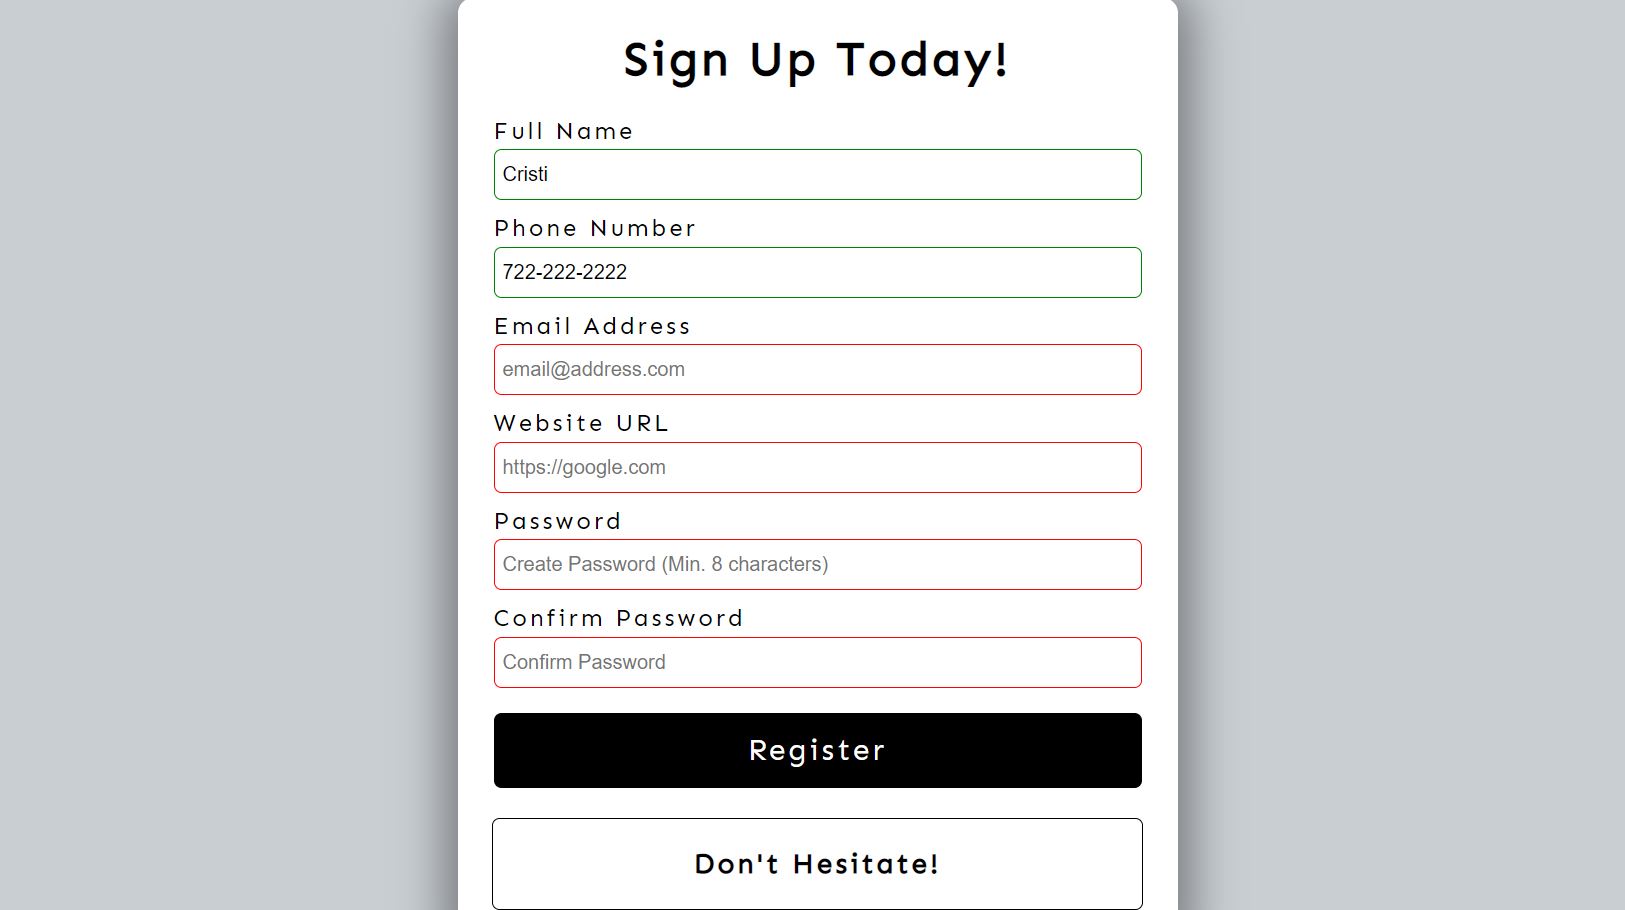 Sign Up Today!
Full Name
Cristi
Phone Number
722-222-2222
Email Address
email@address.com
Website URL
https://google.com
Password
Create Password (Min. 8 characters)
Confirm Password
Confirm Password
Register
Don't Hesitate!